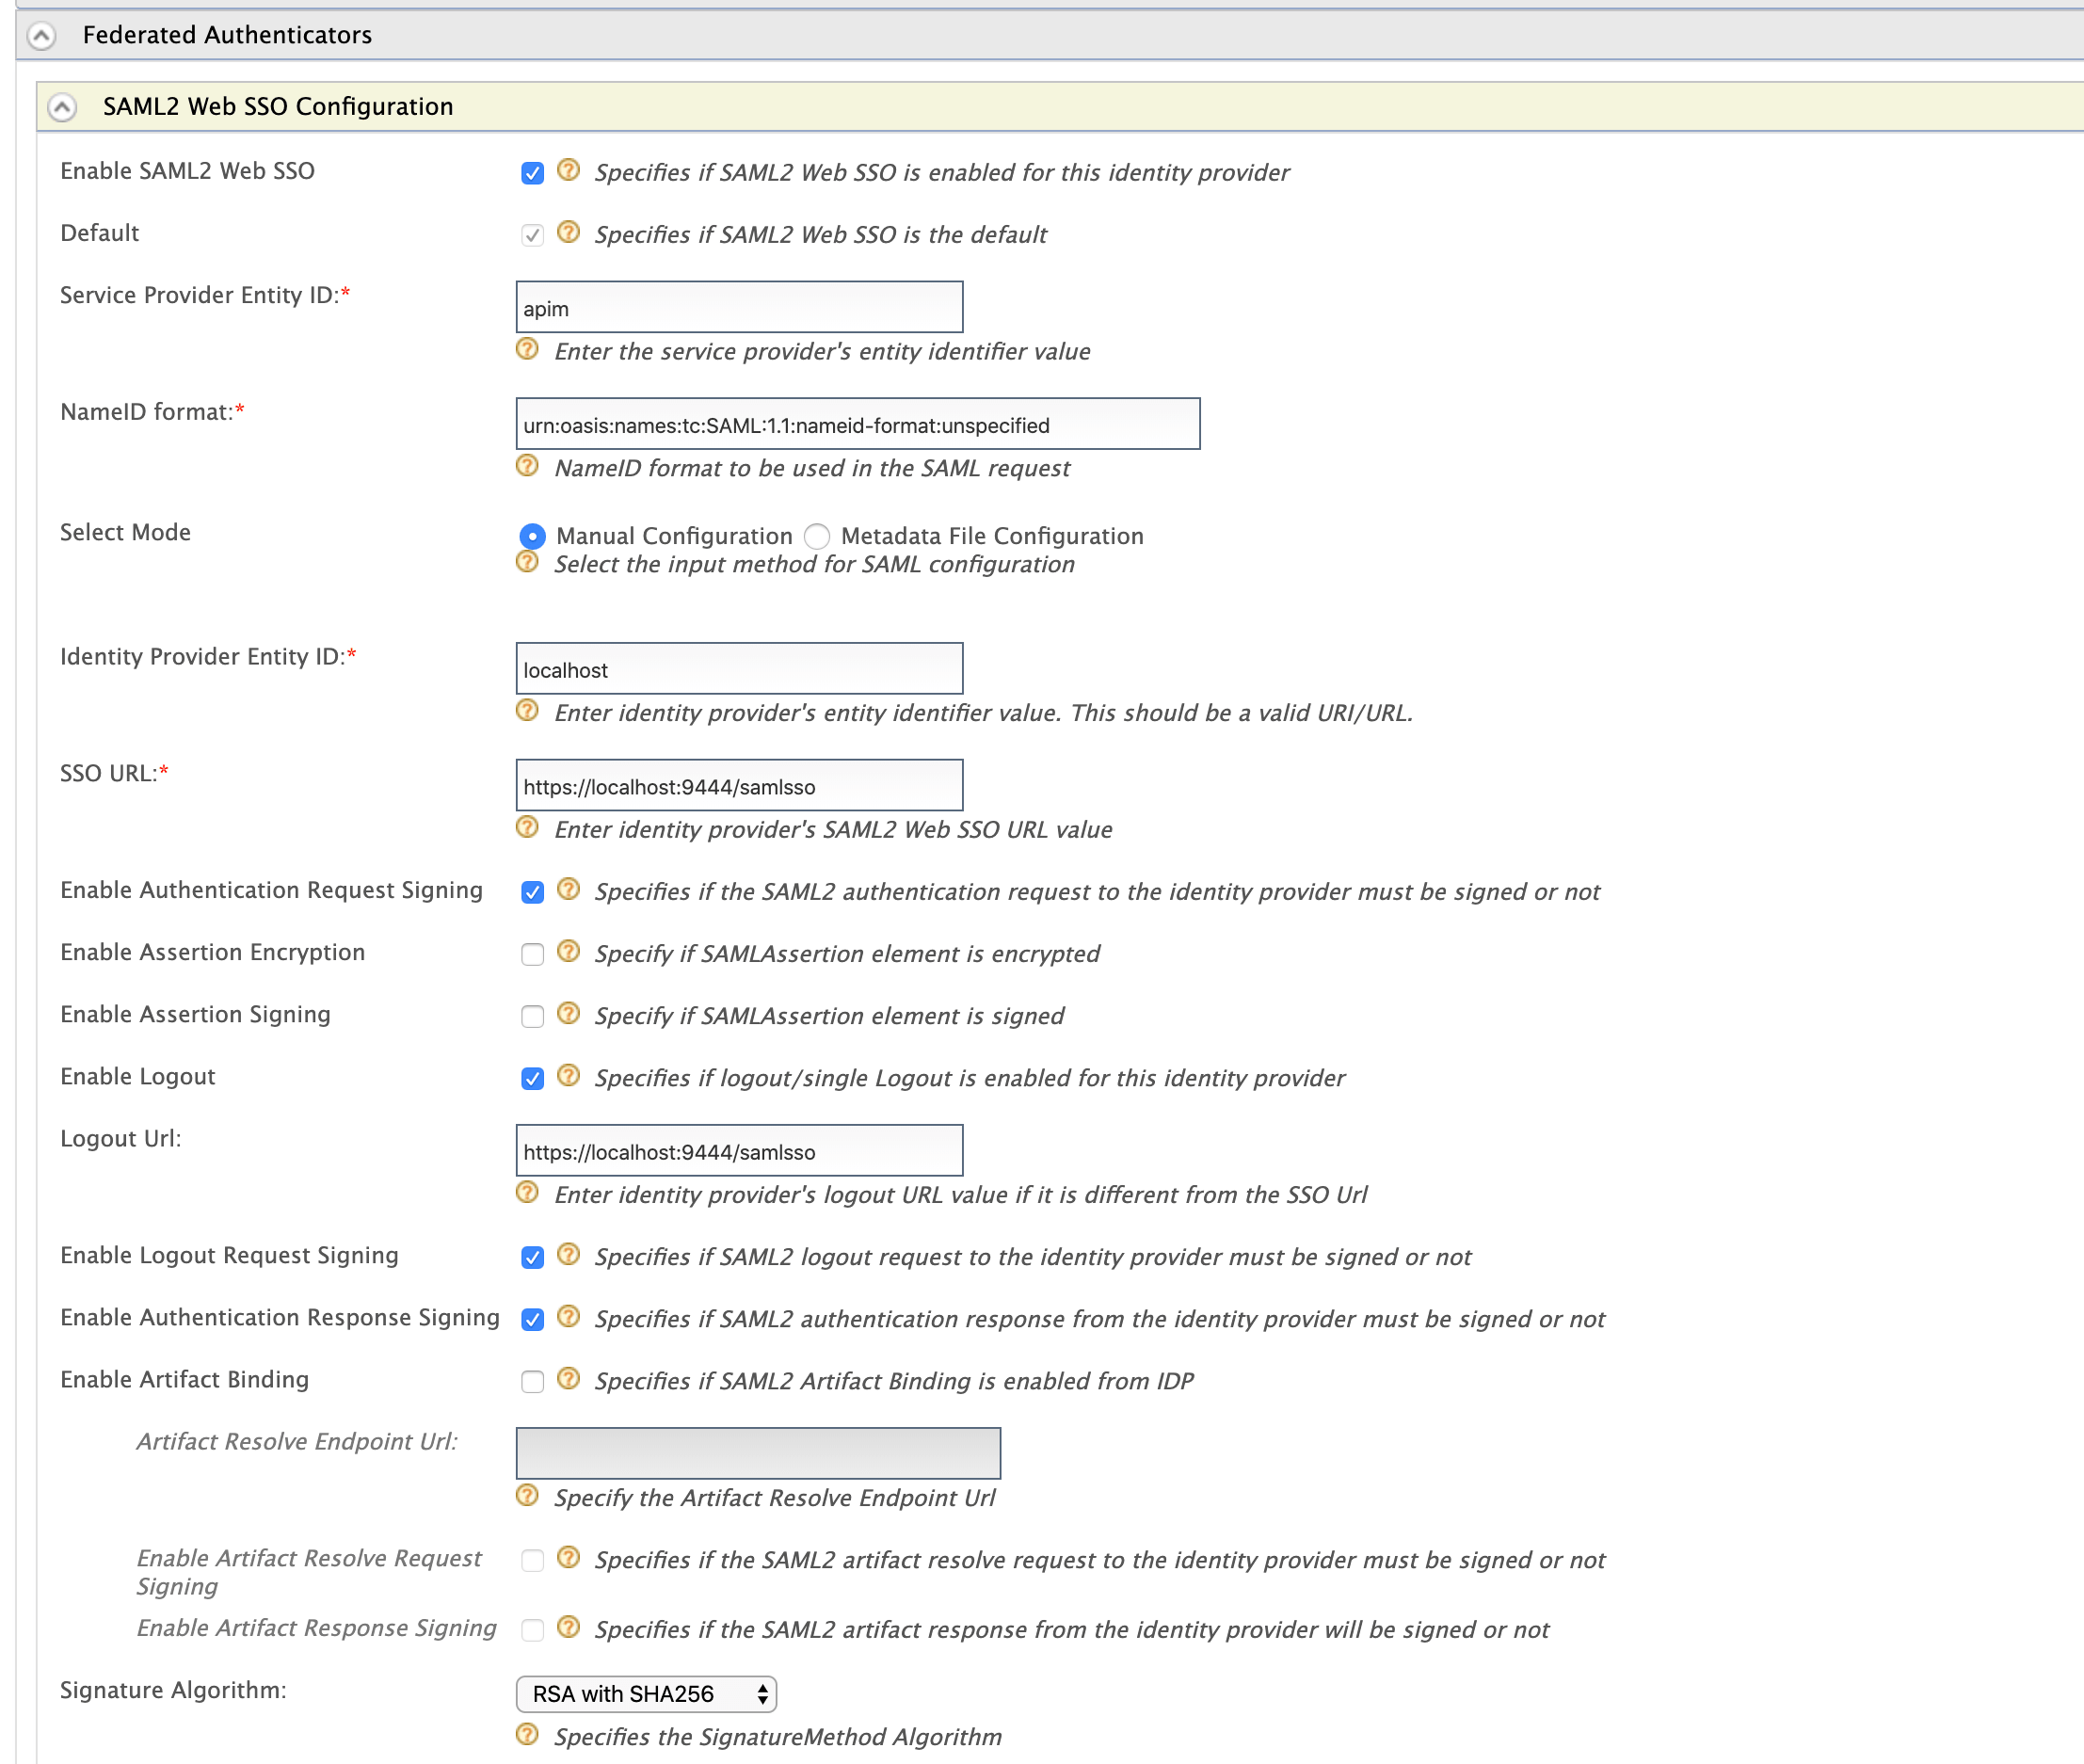 Federated Authenticators
SAML2 Web SSO Configuration
Enable SAML2 Web SSO
Specifies if SAML2 Web SSO is enabled for this identity provider
Default
Specifies if SAML2 Web SSO is the default
Service Provider Entity ID:*
apim
Enter the service provider's entity identifier value
NameID format:*
urn:oasis:names:tc:SAML:1.1:nameid-format:unspecified
NameID format to be used in the SAML request
Select Mode
Manual Configuration Metadata File Configuration
Select the input method for SAML configuration
Identity Provider Entity ID:*
localhost
Enter identity provider's entity identifier value. This should be a valid URI/URL.
SSO URL:*
https://localhost:9444/samlsso
Enter identity provider's SAML2 Web SSO URL value
Enable Authentication Request Signing
Specifies if the SAML2 authentication request to the identity provider must be signed or not
Enable Assertion Encryption
Specify if SAMLAssertion element is encrypted
Enable Assertion Signing
Specify if SAMLAssertion element is signed
Enable Logout
Specifies if logout/single Logout is enabled for this identity provider
Logout Url:
https://localhost:9444/samlsso
Enter identity provider's logout URL value if it is different from the SSO Url
Enable Logout Request Signing
Specifies if SAML2 logout request to the identity provider must be signed or not
Enable Authentication Response Signing
Specifies if SAML2 authentication response from the identity provider must be signed or not
Enable Artifact Binding
Specifies if SAML2 Artifact Binding is enabled from IDP
Artifact Resolve Endpoint Url:
Specify the Artifact Resolve Endpoint Url
Enable Artifact Resolve Request
Signing
Specifies if the SAML2 artifact resolve request to the identity provider must be signed or not
Enable Artifact Response Signing
Specifies if the SAML2 artifact response from the identity provider will be signed or not
Signature Algorithm:
RSA with SHA256
Specifies the SignatureMethod Algorithm